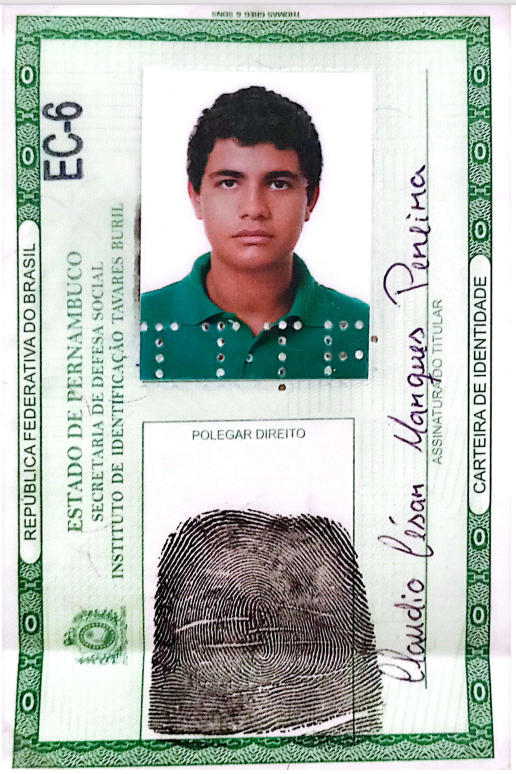 THOMAS GREG & SONS
REPÚBLICA FEDERATIVA DO BRASIL
ESTADO DE PERNAMBUCO
SECRETARIA DE DEFESA SOCIAL
INSTITUTO DE IDENTIFICAÇÃO TAVARES BURIL
EC-6
POLEGAR DIREITO
Claudio César Marques Pereira
ASSINATURA DO TITULAR
CARTEIRA DE IDENTIDADE